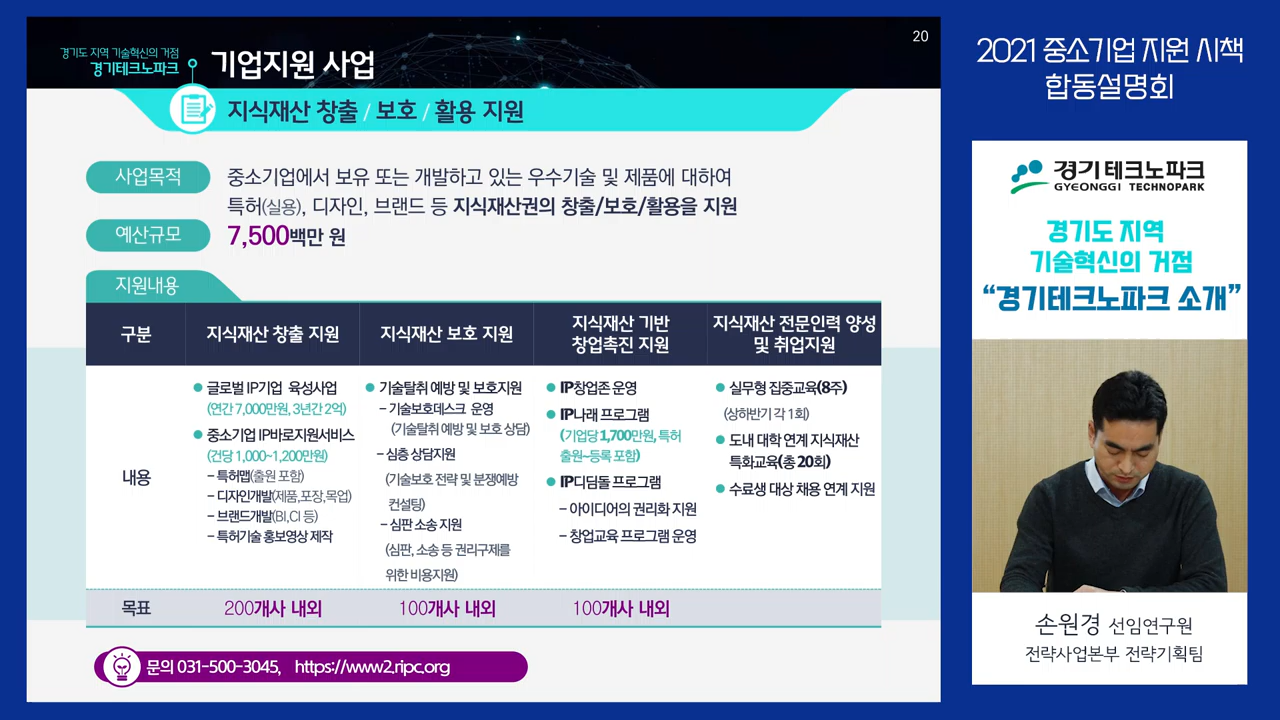 20
경기도 지역 기술혁신의 거점
경기테크노파크
기업지원 사업
지식재산 창출 / 보호 / 활용 지원
사업목적
중소기업에서 보유 또는 개발하고 있는 우수기술 및 제품에 대하여
특허(실용), 디자인, 브랜드 등 지식재산권의 창출/보호/활용을 지원
예산규모
7,500백만 원
지원내용
구분
지식재산 창출 지원
지식재산 보호 지원
지식재산 기반
창업촉진 지원
지식재산 전문인력 양성
및 취업지원
내용
● 글로벌 IP기업 육성사업
(연간 7,000만원, 3년간 2억)
● 중소기업 IP바로지원서비스
(건당 1,000~1,200만원)
– 특허맵(출원 포함)
– 디자인개발(제품,포장,목업)
– 브랜드개발(BI,CI 등)
– 특허기술 홍보영상 제작
● 기술탈취 예방 및 보호지원
– 기술보호데스크 운영
(기술탈취 예방 및 보호 상담)
– 심층 상담지원
(기술보호 전략 및 분쟁예방
컨설팅)
– 심판 소송 지원
(심판, 소송 등 권리구제를
위한 비용지원)
● IP창업존 운영
● IP나래 프로그램
(기업당 1,700만원, 특허
출원~등록 포함)
● IP디딤돌 프로그램
– 아이디어의 권리화 지원
– 창업교육 프로그램 운영
● 실무형 집중교육(8주)
(상하반기 각 1회)
● 도내 대학 연계 지식재산
특화교육(총 20회)
● 수료생 대상 채용 연계 지원
목표
200개사 내외
100개사 내외
100개사 내외
문의 031-500-3045, https://www2.ripc.org
2021 중소기업 지원 시책
합동설명회
경기테크노파크
GYEONGGI TECHNOPARK
경기도 지역
기술혁신의 거점
“경기테크노파크 소개”
손원경 선임연구원
전략사업본부 전략기획팀